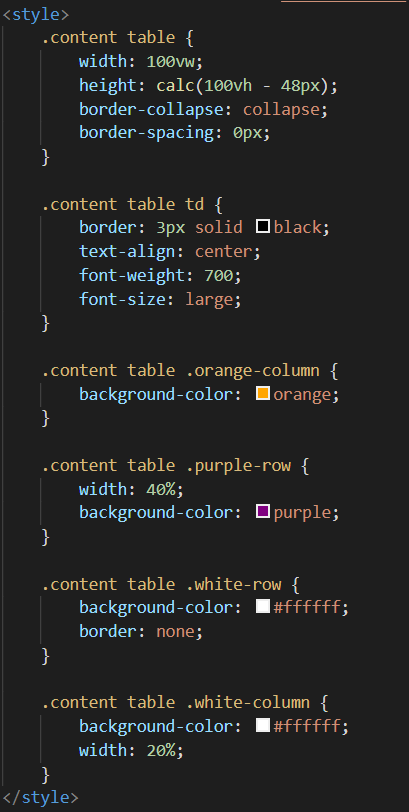 <style>
    .content table {
        width: 100vw;
        height: calc(100vh - 48px);
        border-collapse: collapse;
        border-spacing: 0px;
    }

    .content table td {
        border: 3px solid black;
        text-align: center;
        font-weight: 700;
        font-size: large;
    }

    .content table .orange-column {
        background-color: orange;
    }

    .content table .purple-row {
        width: 40%;
        background-color: purple;
    }

    .content table .white-row {
        background-color: #ffffff;
        border: none;
    }

    .content table .white-column {
        background-color: #ffffff;
        width: 20%;
    }
</style>